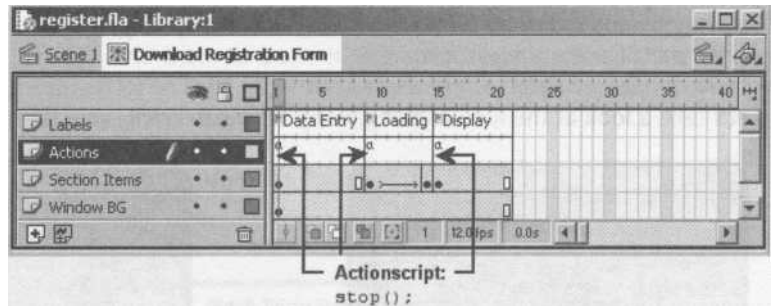 register.fla - Library:1
Scene 1 Download Registration Form
1 5 10 15 20 25 30 35 40
Labels
Data Entry Loading Display
Actions
a a a
Section Items
Window BG
1 12.0 fps 0.0s
Actionscript:
stop();